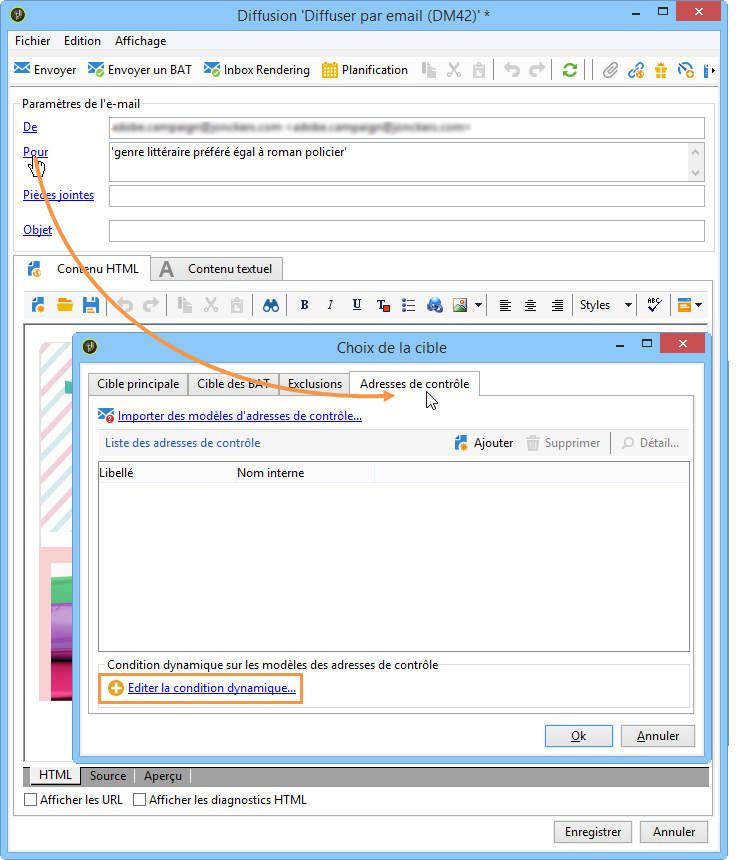 Diffusion 'Diffuser par email (DM42)' *
Fichier Edition Affichage
Envoyer Envoyer un BAT Inbox Rendering Planification
Paramètres de l'e-mail
De
Pour 'genre littéraire préféré égal à roman policier'
Pièces jointes
Objet
Contenu HTML A Contenu textuel
B I U T Styles ABC
Choix de la cible
Cible principale Cible des BAT Exclusions Adresses de contrôle
Importer des modèles d'adresses de contrôle...
Liste des adresses de contrôle Ajouter Supprimer Détail...
Libellé Nom interne
Condition dynamique sur les modèles des adresses de contrôle
Editer la condition dynamique...
Ok Annuler
HTML Source Aperçu
Afficher les URL Afficher les diagnostics HTML
Enregistrer Annuler